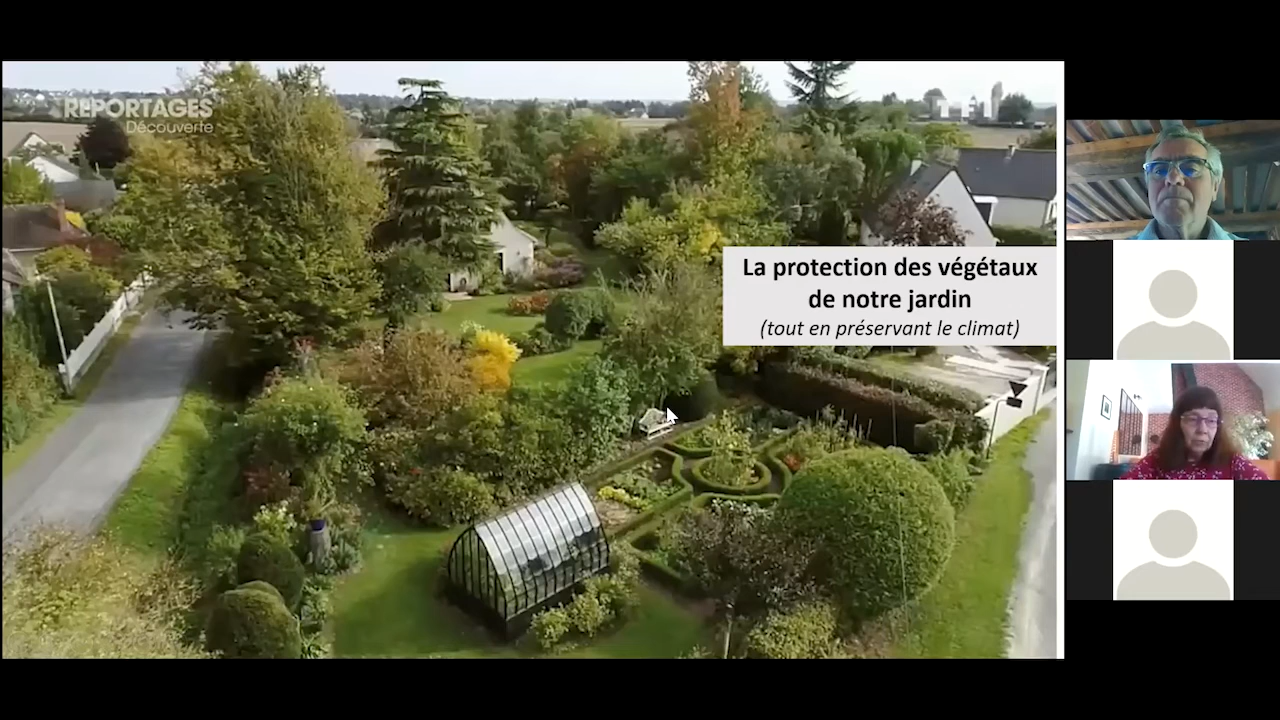 REPORTAGES
Découverte
La protection des végétaux
de notre jardin
(tout en préservant le climat)